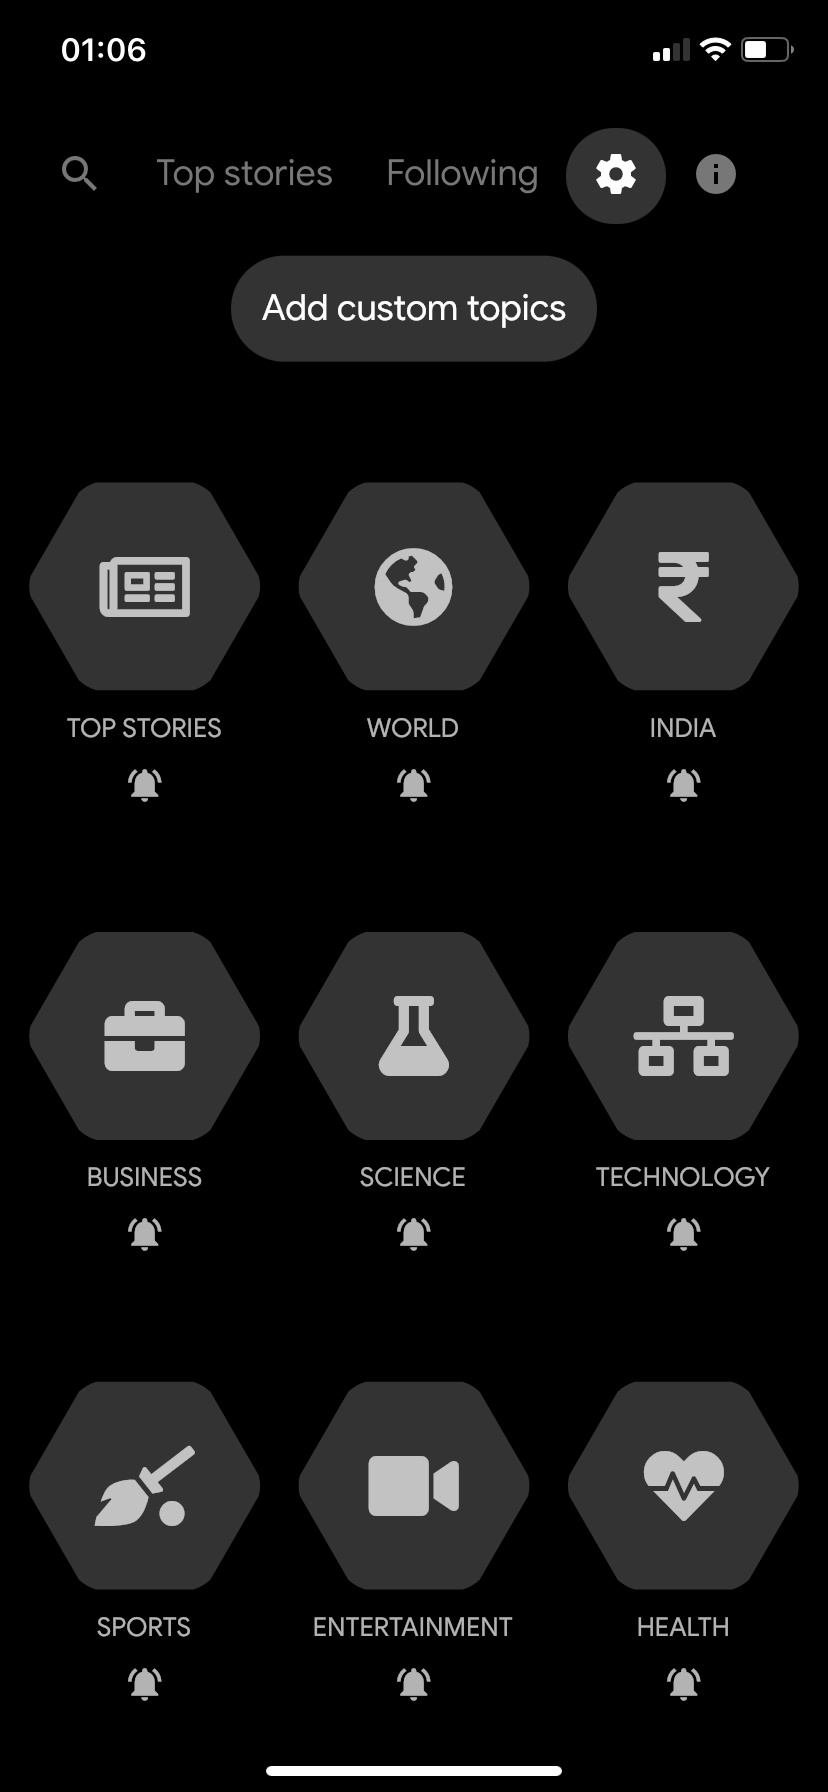 01:06
Top stories Following
Add custom topics
TOP STORIES WORLD INDIA
BUSINESS SCIENCE TECHNOLOGY
SPORTS ENTERTAINMENT HEALTH